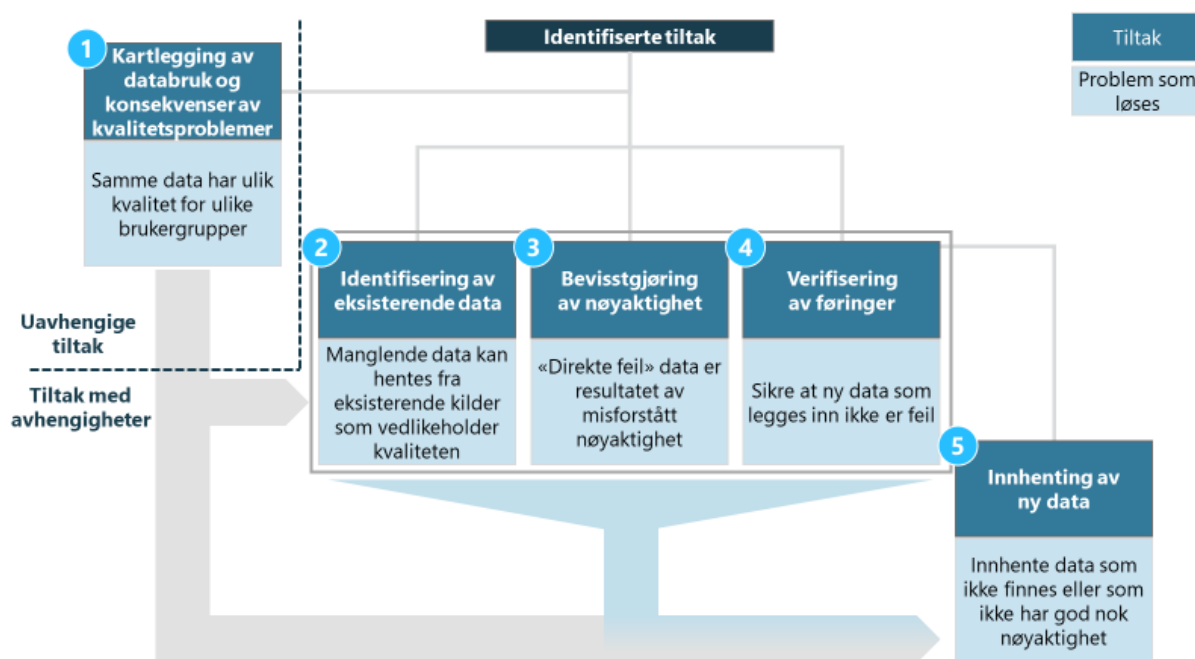 Identifiserte tiltak
Tiltak
Problem som
løses
1
Kartlegging av
databruk og
konsekvenser av
kvalitetsproblemer
Samme data har ulik
kvalitet for ulike
brukergrupper
Uavhengige
tiltak
Tiltak med
avhengigheter
2
Identifisering av
eksisterende data
Manglende data kan
hentes fra
eksisterende kilder
som vedlikeholder
kvaliteten
3
Bevisstgjøring
av nøyaktighet
«Direkte feil» data er
resultatet av
misforstått
nøyaktighet
4
Verifisering
av føringer
Sikre at ny data som
legges inn ikke er feil
5
Innhenting av
ny data
Innhente data som
ikke finnes eller som
ikke har god nok
nøyaktighet